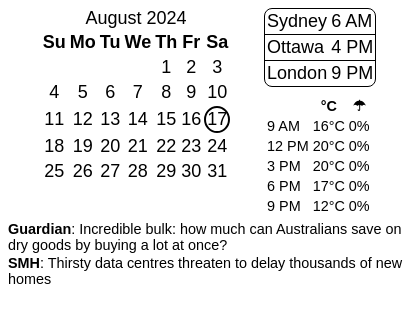 August 2024
Su Mo Tu We Th Fr Sa
1 2 3
4 5 6 7 8 9 10
11 12 13 14 15 16 17
18 19 20 21 22 23 24
25 26 27 28 29 30 31
Sydney 6 AM
Ottawa 4 PM
London 9 PM
°C ☂
9 AM 16°C 0%
12 PM 20°C 0%
3 PM 20°C 0%
6 PM 17°C 0%
9 PM 12°C 0%
Guardian: Incredible bulk: how much can Australians save on
dry goods by buying a lot at once?
SMH: Thirsty data centres threaten to delay thousands of new
homes